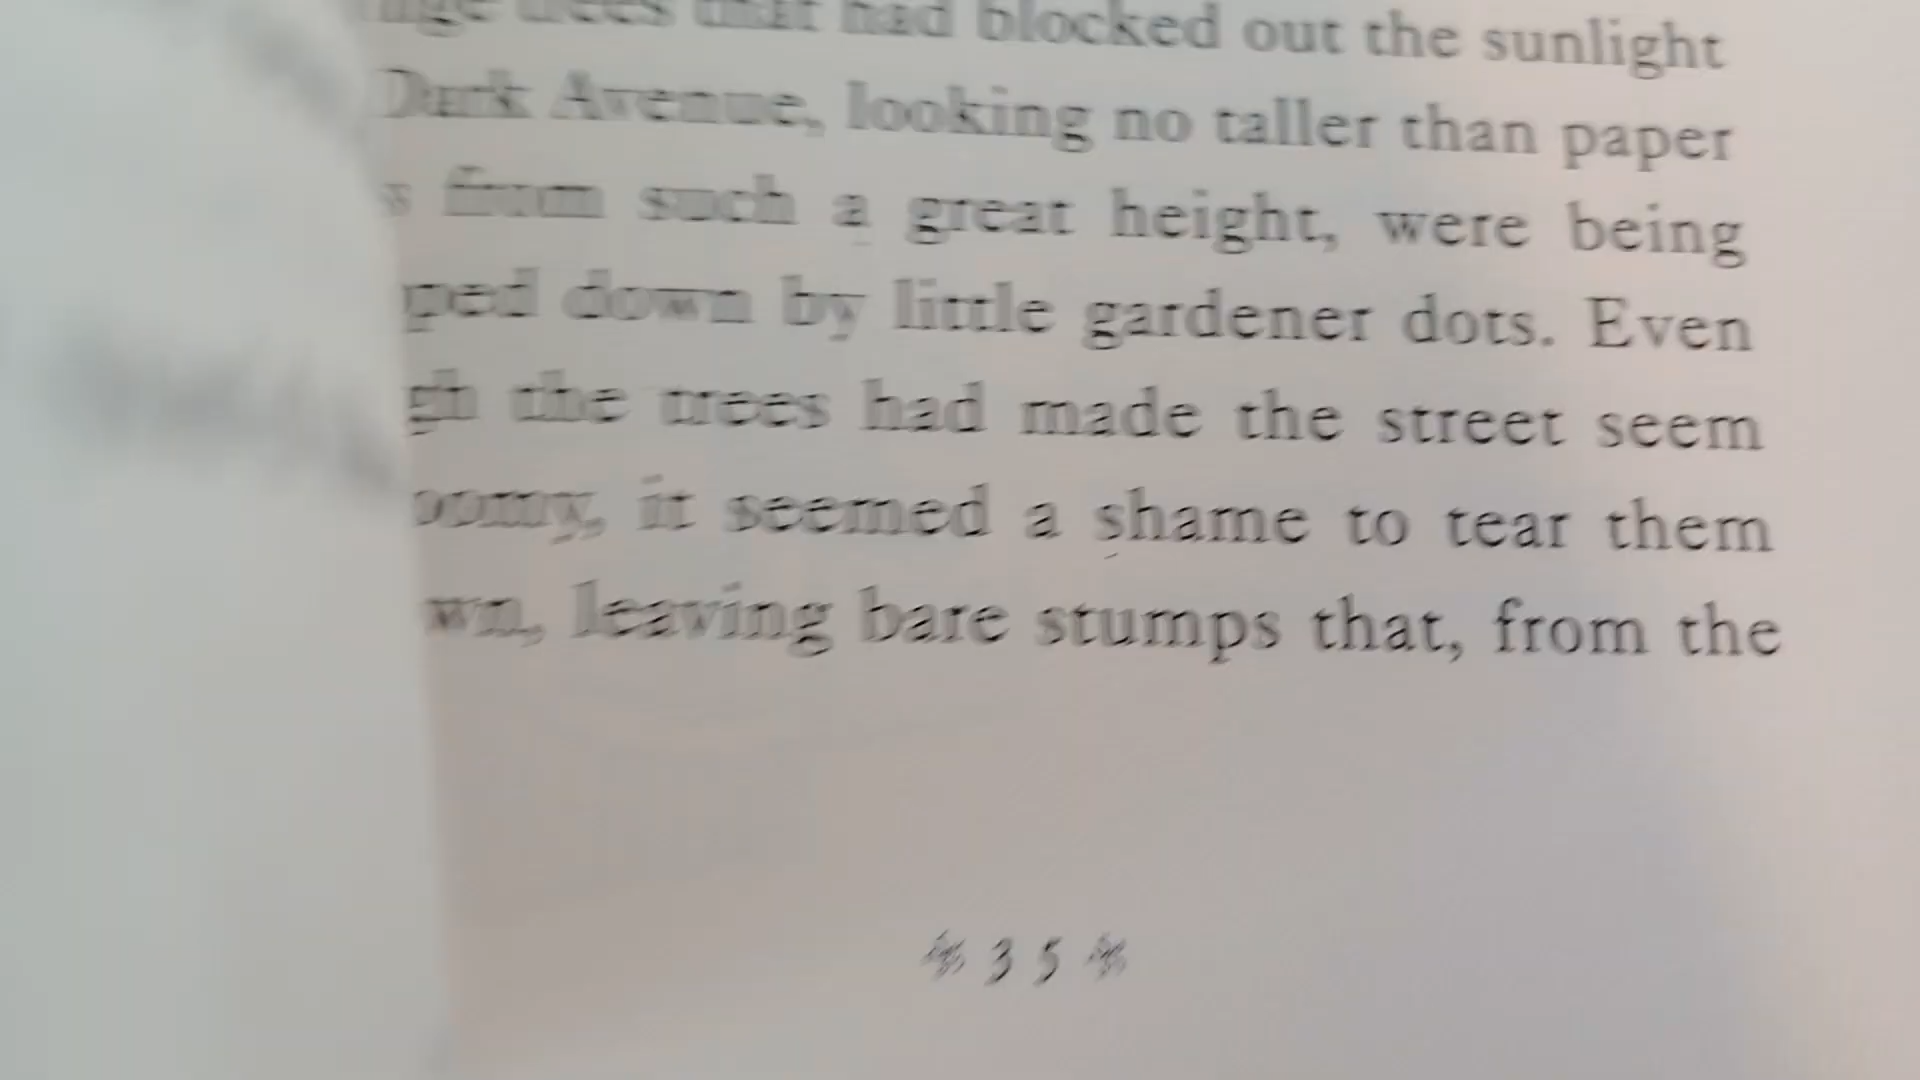 trees that had blocked out the sunlight
Dark Avenue, looking no taller than paper
from such a great height, were being
ped down by little gardener dots. Even
gh the trees had made the street seem
oomy, it seemed a shame to tear them
wn, leaving bare stumps that, from the
35